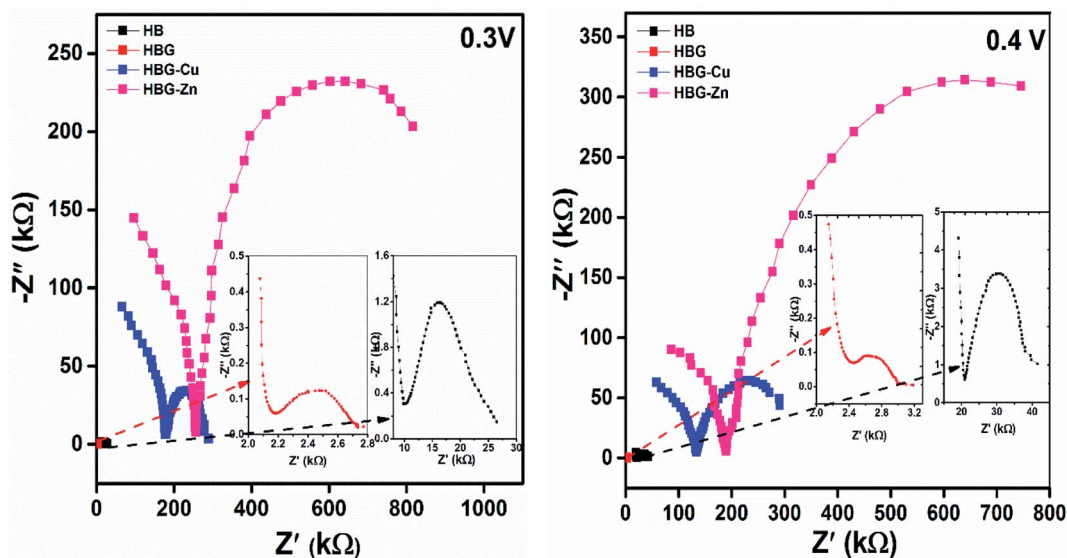 0.3V
HB
HBG
HBG-Cu
HBG-Zn
250
200
150
100
50
0
-Z″ (kΩ)
0 200 400 600 800 1000
Z′ (kΩ)
0.5
0.4
0.3
0.2
0.1
0.0
-Z″ (kΩ)
2.0 2.2 2.4 2.6 2.8
Z′ (kΩ)
1.6
1.2
0.8
0.4
0.0
-Z″ (kΩ)
10 15 20 25 30
Z′ (kΩ)
0.4 V
HB
HBG
HBG-Cu
HBG-Zn
350
300
250
200
150
100
50
0
-Z″ (kΩ)
0 100 200 300 400 500 600 700 800
Z′ (kΩ)
0.5
0.4
0.3
0.2
0.1
0.0
-Z″ (kΩ)
2.0 2.4 2.8 3.2
Z′ (kΩ)
5
4
3
2
1
0
-Z″ (kΩ)
20 30 40
Z′ (kΩ)